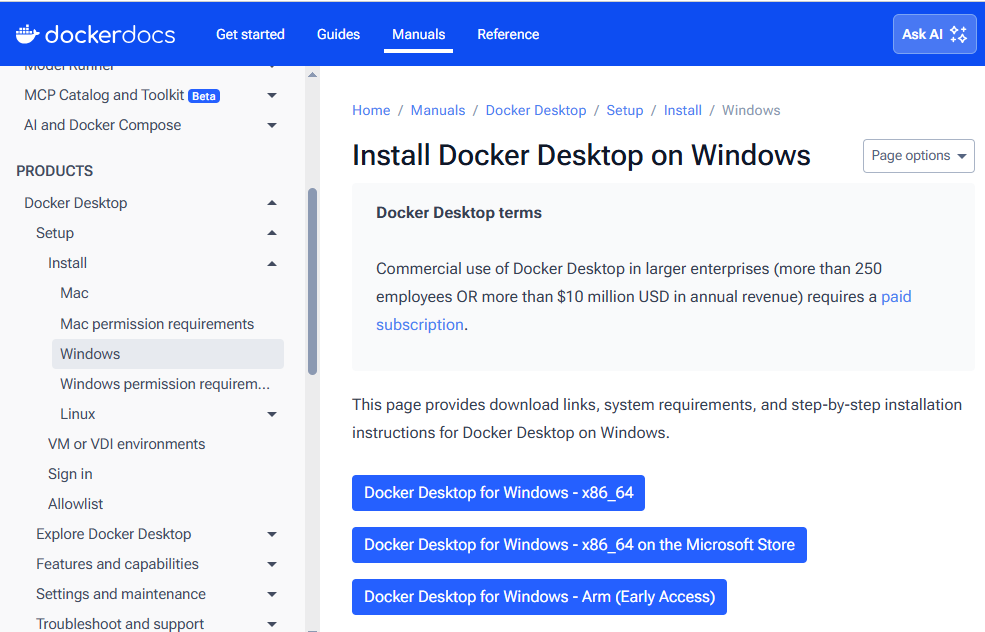 dockerdocs
Get started
Guides
Manuals
Reference
Ask AI
Model Runner
MCP Catalog and Toolkit Beta
AI and Docker Compose
PRODUCTS
Docker Desktop
Setup
Install
Mac
Mac permission requirements
Windows
Windows permission requirem...
Linux
VM or VDI environments
Sign in
Allowlist
Explore Docker Desktop
Features and capabilities
Settings and maintenance
Troubleshoot and support
Home / Manuals / Docker Desktop / Setup / Install / Windows
Install Docker Desktop on Windows
Page options
Docker Desktop terms
Commercial use of Docker Desktop in larger enterprises (more than 250
employees OR more than $10 million USD in annual revenue) requires a paid
subscription.
This page provides download links, system requirements, and step-by-step installation
instructions for Docker Desktop on Windows.
Docker Desktop for Windows - x86_64
Docker Desktop for Windows - x86_64 on the Microsoft Store
Docker Desktop for Windows - Arm (Early Access)